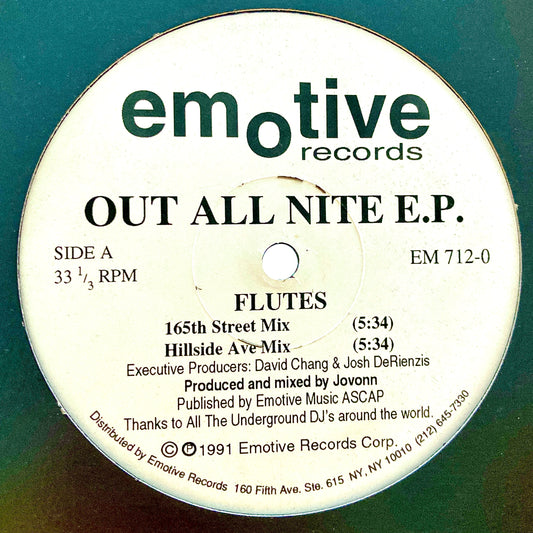 emotive
records
OUT ALL NITE E.P.
SIDE A
33 1/3 RPM
EM 712-0
FLUTES
165th Street Mix (5:34)
Hillside Ave Mix (5:34)
Executive Producers: David Chang & Josh DeRienzis
Produced and mixed by Jovonn
Published by Emotive Music ASCAP
Thanks to All The Underground DJ's around the world.
© ℗ 1991 Emotive Records Corp.
Distributed by Emotive Records 160 Fifth Ave. Ste. 615 NY, NY 10010 (212) 645-7330